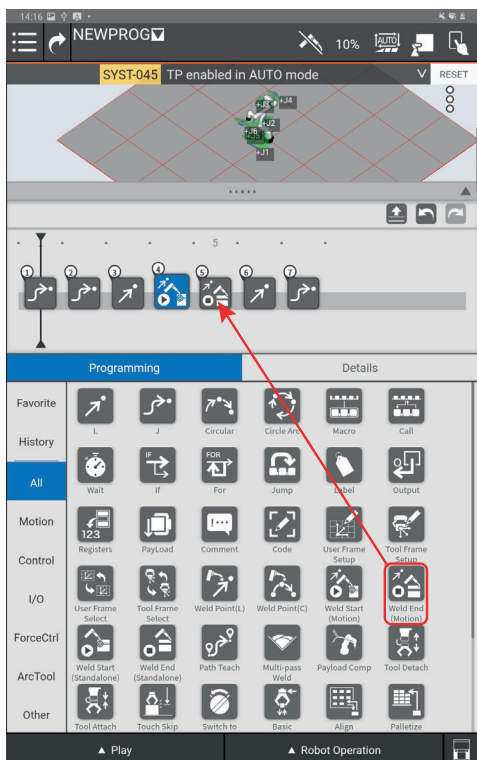 14:16
NEWPROG
10%
AUTO
SYST-045 TP enabled in AUTO mode
RESET
+J3 +J4
+J2
+J6
+J1
5
1 2 3 4 5 6 7
Programming Details
Favorite
History
All
Motion
Control
I/O
ForceCtrl
ArcTool
Other
L J Circular Circle Arc Macro Call
IF FOR
Wait If For Jump Label Output
123
Registers PayLoad Comment Code User Frame Setup Tool Frame Setup
User Frame Select Tool Frame Select Weld Point(L) Weld Point(C) Weld Start (Motion) Weld End (Motion)
Weld Start (Standalone) Weld End (Standalone) Path Teach Multi-pass Weld Payload Comp Tool Detach
Tool Attach Touch Skip Switch to Basic Align Palletize
Play Robot Operation